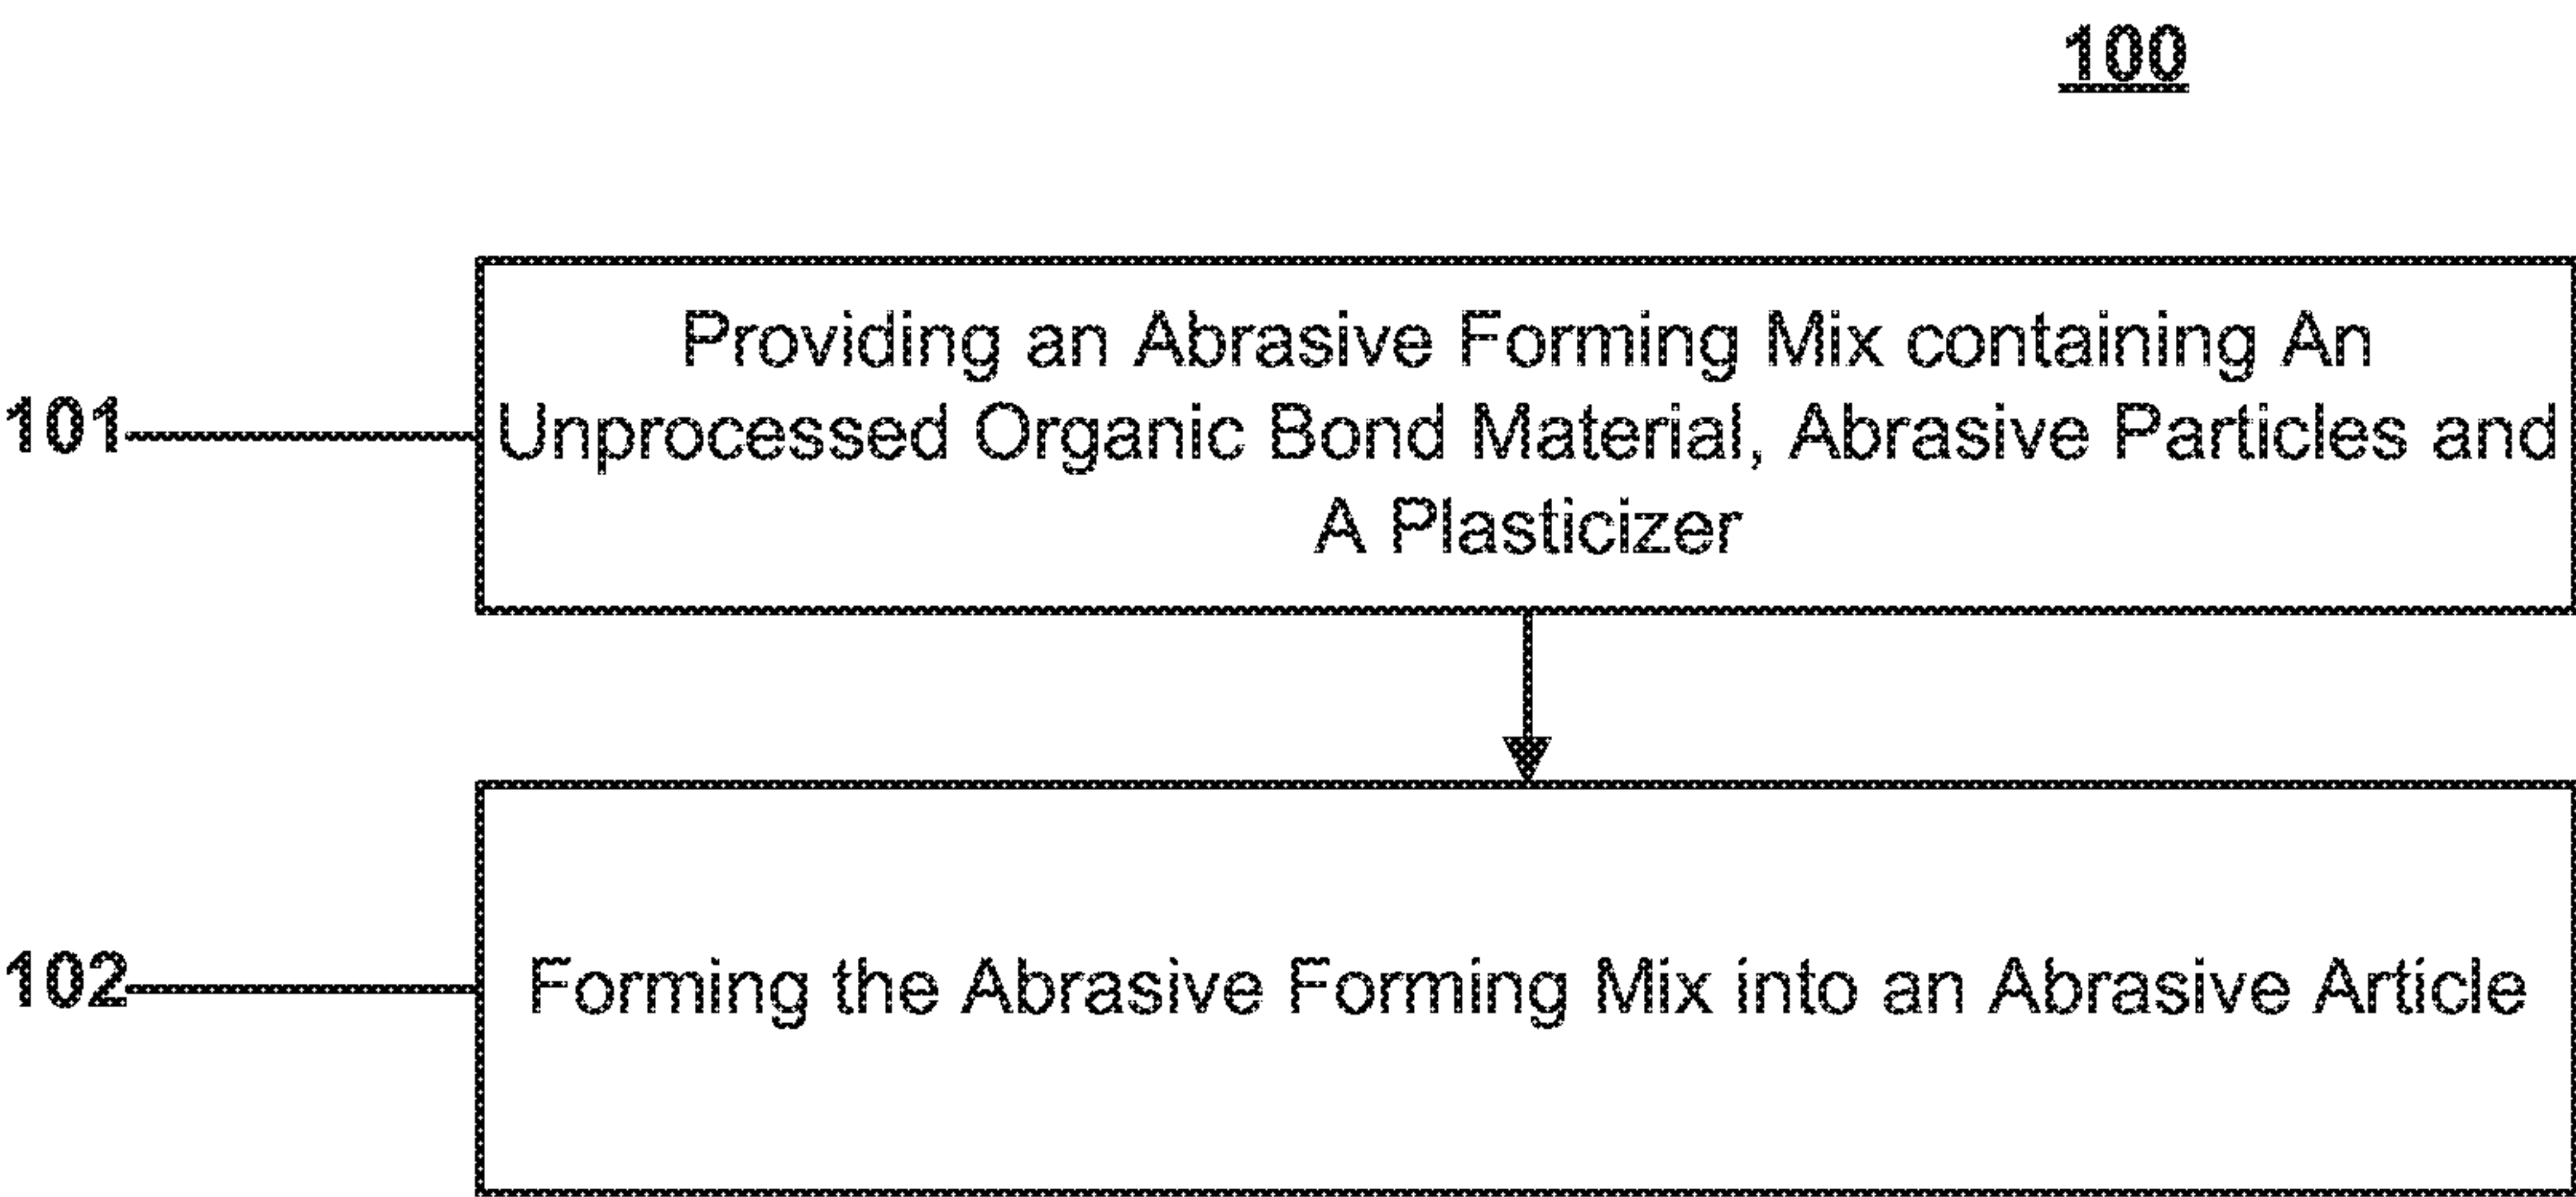 100
101
Providing an Abrasive Forming Mix containing An
Unprocessed Organic Bond Material, Abrasive Particles and
A Plasticizer
102
Forming the Abrasive Forming Mix into an Abrasive Article